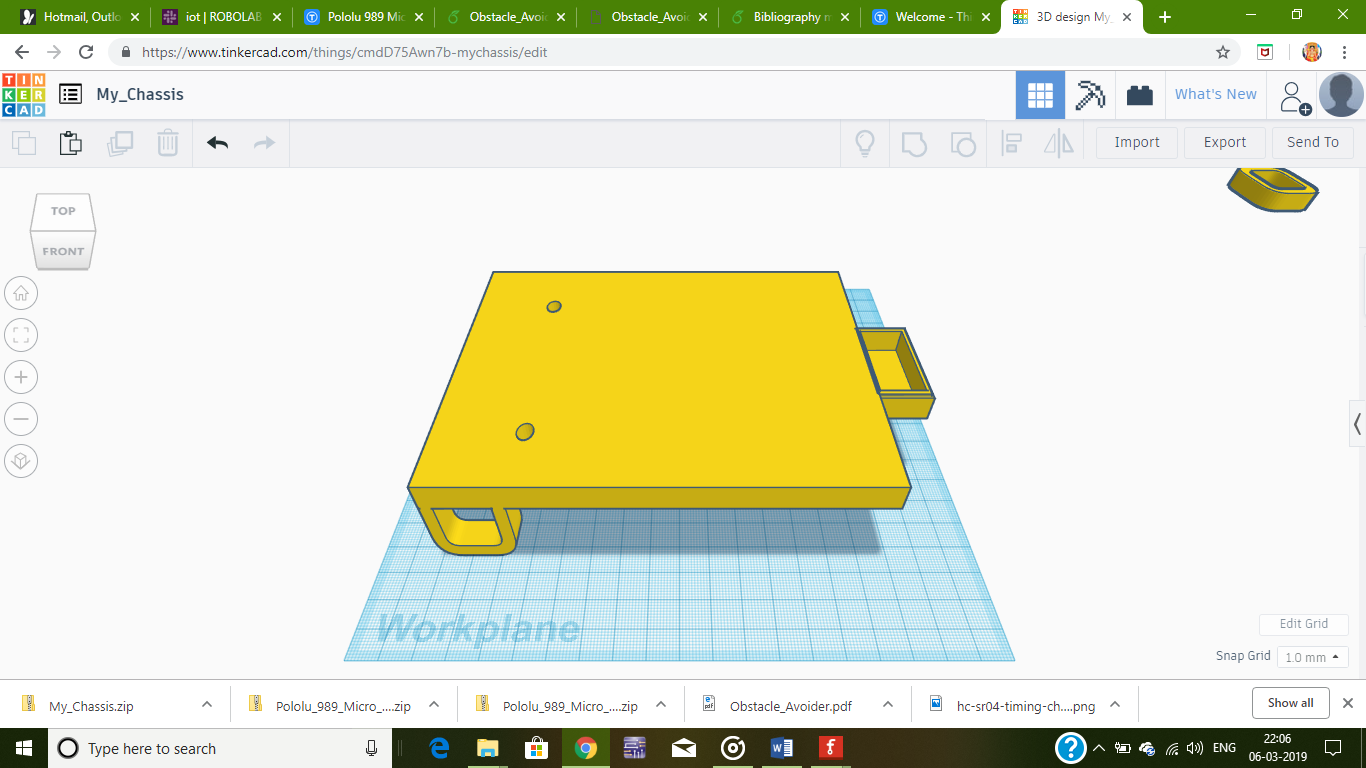 Hotmail, Outlo
iot | ROBOLAB
Pololu 989 Mic
Obstacle_Avoid
Obstacle_Avoid
Bibliography m
Welcome - Thi
3D design My_
https://www.tinkercad.com/things/cmdD75Awn7b-mychassis/edit
TIN
KER
CAD
My_Chassis
What's New
Import
Export
Send To
TOP
FRONT
Workplane
Edit Grid
Snap Grid 1.0 mm
My_Chassis.zip
Pololu_989_Micro_....zip
Pololu_989_Micro_....zip
Obstacle_Avoider.pdf
hc-sr04-timing-ch....png
Show all
Type here to search
ENG
22:06
06-03-2019